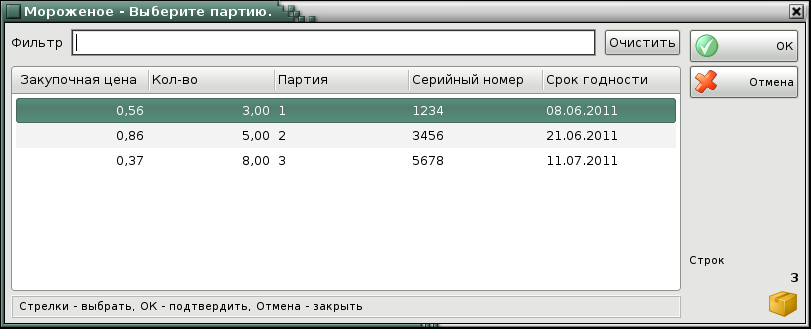 Мороженое - Выберите партию.
Фильтр Очистить OK
Отмена
Закупочная цена Кол-во Партия Серийный номер Срок годности
0,56 3,00 1 1234 08.06.2011
0,86 5,00 2 3456 21.06.2011
0,37 8,00 3 5678 11.07.2011
Строк
3
Стрелки - выбрать, ОК - подтвердить, Отмена - закрыть